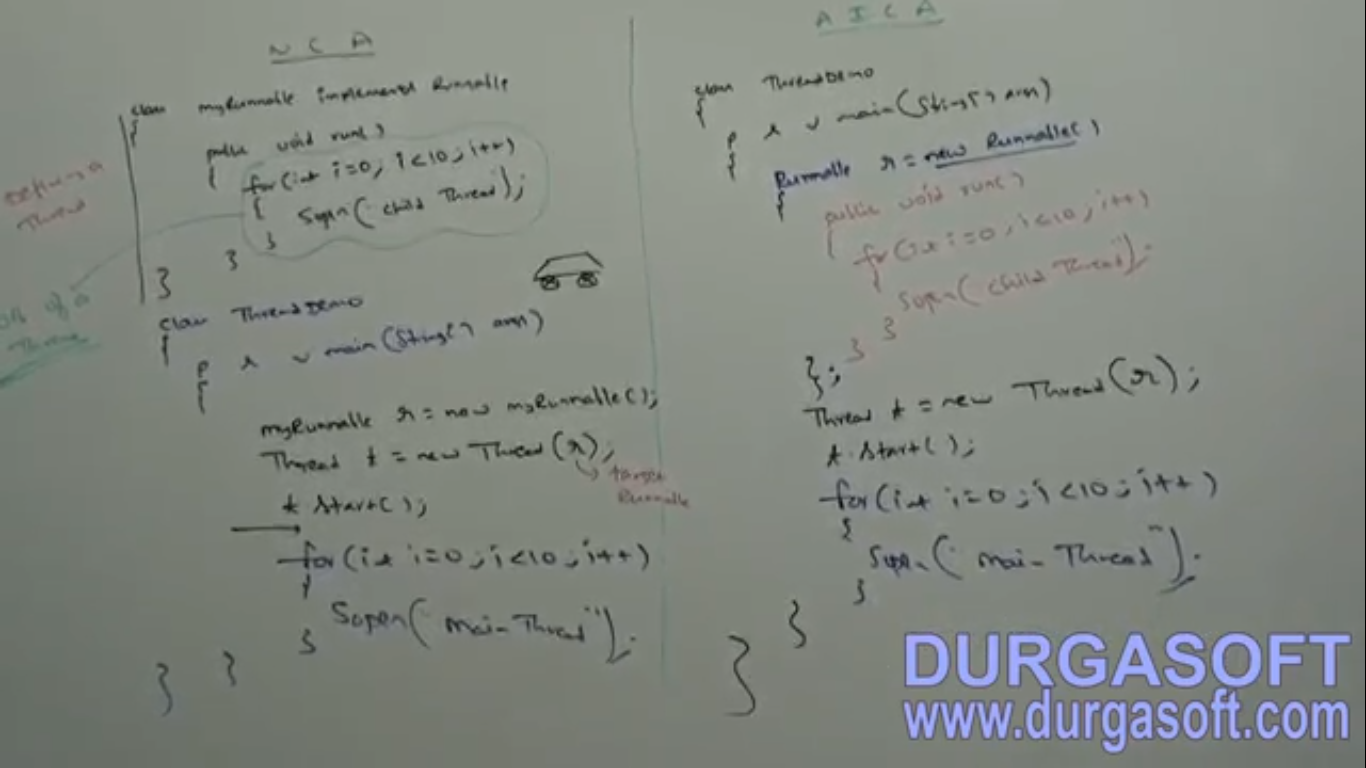 N C A
class myRunnable implements Runnable
{
public void run()
{
for(int i=0; i<10; i++)
{
Sopln("child Thread");
}
}
}
Defining a
Thread
Job of a
Thread
class ThreadDemo
{
p s v main(String[] args)
{
myRunnable r = new myRunnable();
Thread t = new Thread(r);
target
Runnable
t.start();
for(int i=0; i<10; i++)
{
Sopln("main Thread");
}
}
}
A I C A
class ThreadDemo
{
p s v main(String[] args)
{
Runnable r = new Runnable()
{
public void run()
{
for(int i=0; i<10; i++)
{
Sopln("child Thread");
}
}
};
Thread t = new Thread(r);
t.start();
for(int i=0; i<10; i++)
{
Sopln("main Thread");
}
}
}
DURGASOFT
www.durgasoft.com